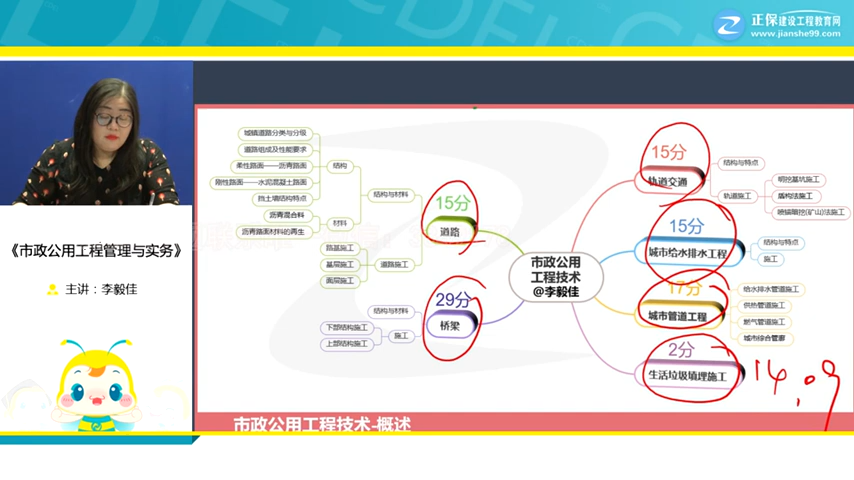 正保建设工程教育网
www.jianshe99.com
《市政公用工程管理与实务》
主讲：李毅佳
城镇道路分类与分级
道路组成及性能要求
柔性路面——沥青路面
刚性路面——水泥混凝土路面
挡土墙结构特点
结构
沥青混合料
沥青路面材料的再生
材料
结构与材料
路基施工
基层施工
面层施工
道路施工
15分
道路
结构与材料
下部结构施工
上部结构施工
施工
29分
桥梁
市政公用
工程技术
@李毅佳
15分
轨道交通
结构与特点
轨道施工
明挖基坑施工
盾构法施工
喷锚暗挖(矿山)法施工
15分
城市给水排水工程
结构与特点
施工
17分
城市管道工程
给水排水管道施工
供热管道施工
燃气管道施工
城市综合管廊
2分
生活垃圾填埋施工
市政公用工程技术-概述